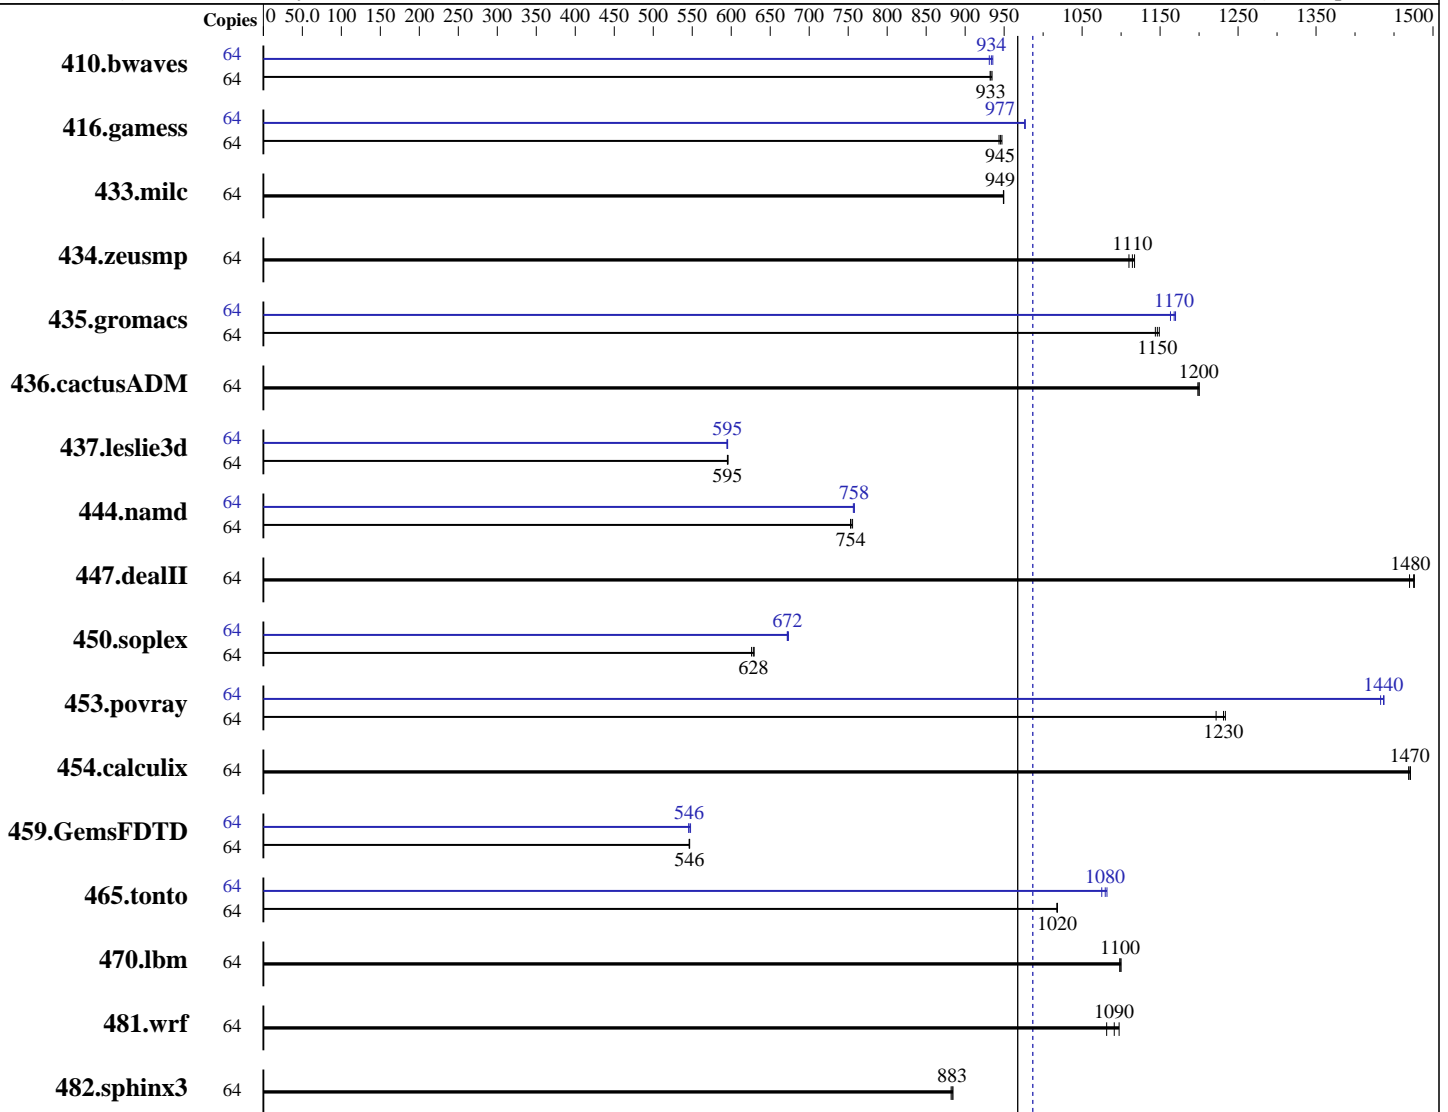 Copies 0 50.0 100 150 200 250 300 350 400 450 500 550 600 650 700 750 800 850 900 950 1050 1150 1250 1350 1500
410.bwaves 64 934
64 933
416.gamess 64 977
64 945
433.milc 64 949
434.zeusmp 64 1110
435.gromacs 64 1170
64 1150
436.cactusADM 64 1200
437.leslie3d 64 595
64 595
444.namd 64 758
64 754
447.dealII 64 1480
450.soplex 64 672
64 628
453.povray 64 1440
64 1230
454.calculix 64 1470
459.GemsFDTD 64 546
64 546
465.tonto 64 1080
64 1020
470.lbm 64 1100
481.wrf 64 1090
482.sphinx3 64 883